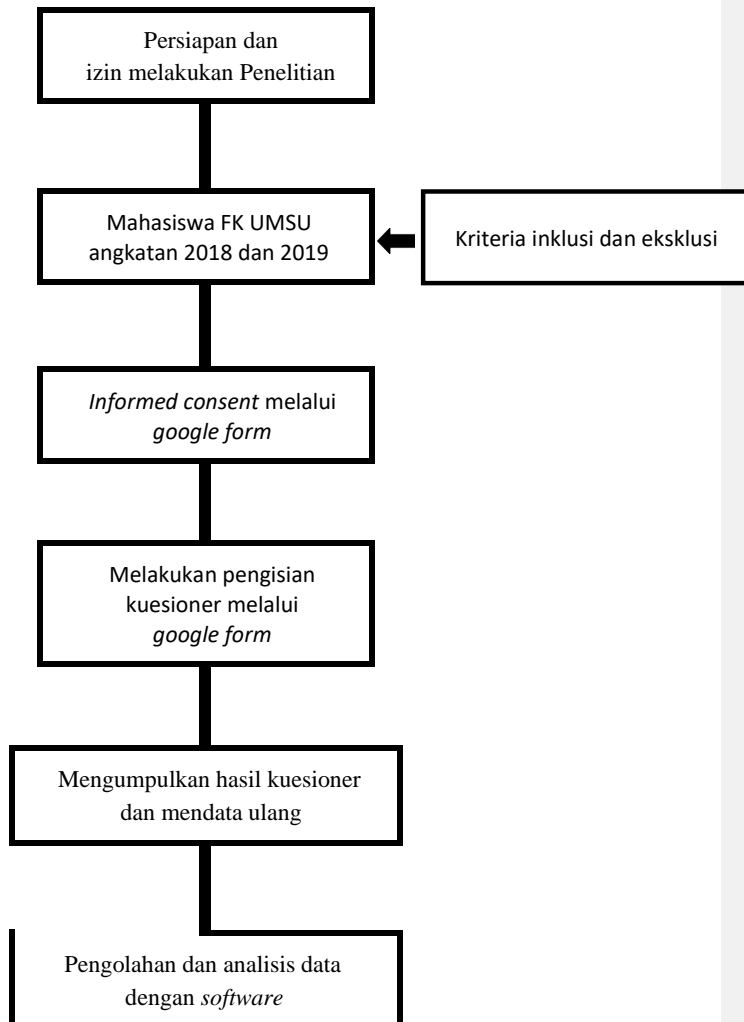 Persiapan dan
izin melakukan Penelitian
Mahasiswa FK UMSU
angkatan 2018 dan 2019
Kriteria inklusi dan eksklusi
Informed consent melalui
google form
Melakukan pengisian
kuesioner melalui
google form
Mengumpulkan hasil kuesioner
dan mendata ulang
Pengolahan dan analisis data
dengan software